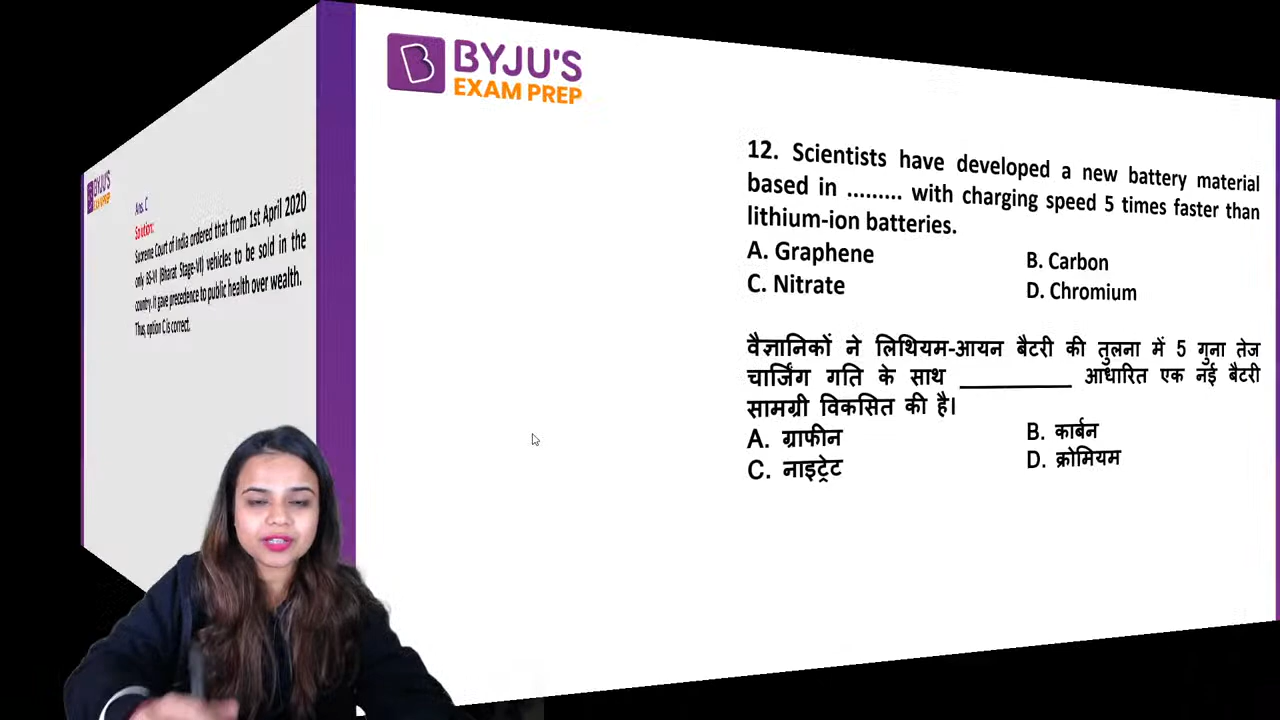 BYJU'S
EXAM PREP
Ans. C
Solution:
Supreme Court of India ordered that from 1st April 2020
only BS-VI (Bharat Stage-VI) vehicles to be sold in the
country. It gave precedence to public health over wealth.
Thus, option C is correct.
BYJU'S
EXAM PREP
12. Scientists have developed a new battery material
based in ......... with charging speed 5 times faster than
lithium-ion batteries.
A. Graphene B. Carbon
C. Nitrate D. Chromium
वैज्ञानिकों ने लिथियम-आयन बैटरी की तुलना में 5 गुना तेज
चार्जिंग गति के साथ __________ आधारित एक नई बैटरी
सामग्री विकसित की है।
A. ग्राफीन B. कार्बन
C. नाइट्रेट D. क्रोमियम